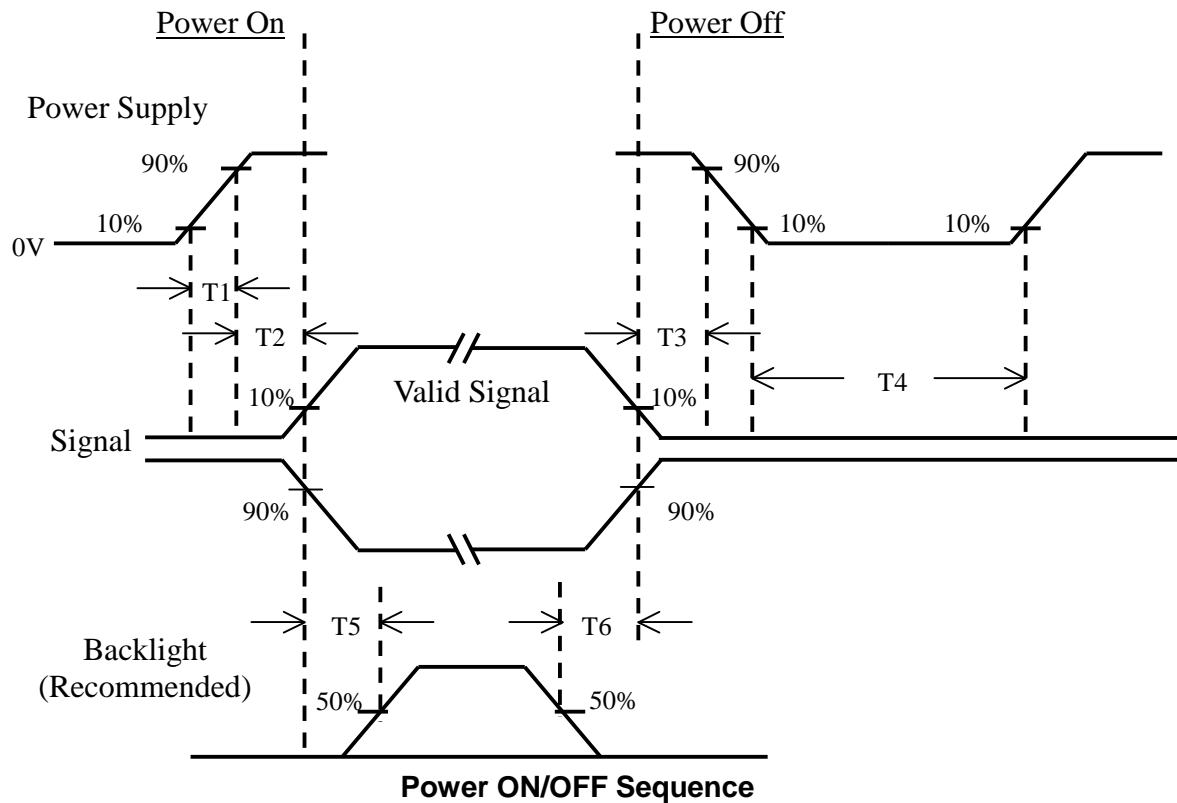 Power On
Power Off
Power Supply
90%
90%
10%
10%
10%
0V
T1
T2
T3
T4
Valid Signal
10%
10%
Signal
90%
90%
T5
T6
Backlight
(Recommended)
50%
50%
Power ON/OFF Sequence